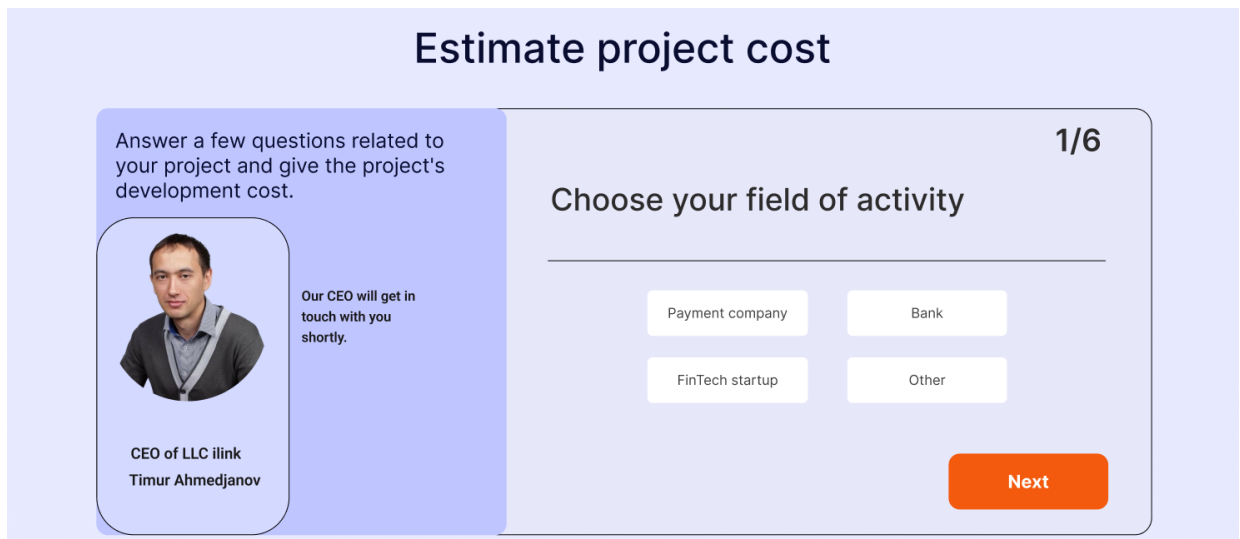 Estimate project cost
Answer a few questions related to
your project and give the project's
development cost.
Our CEO will get in
touch with you
shortly.
CEO of LLC ilink
Timur Ahmedjanov
1/6
Choose your field of activity
Payment company
Bank
FinTech startup
Other
Next